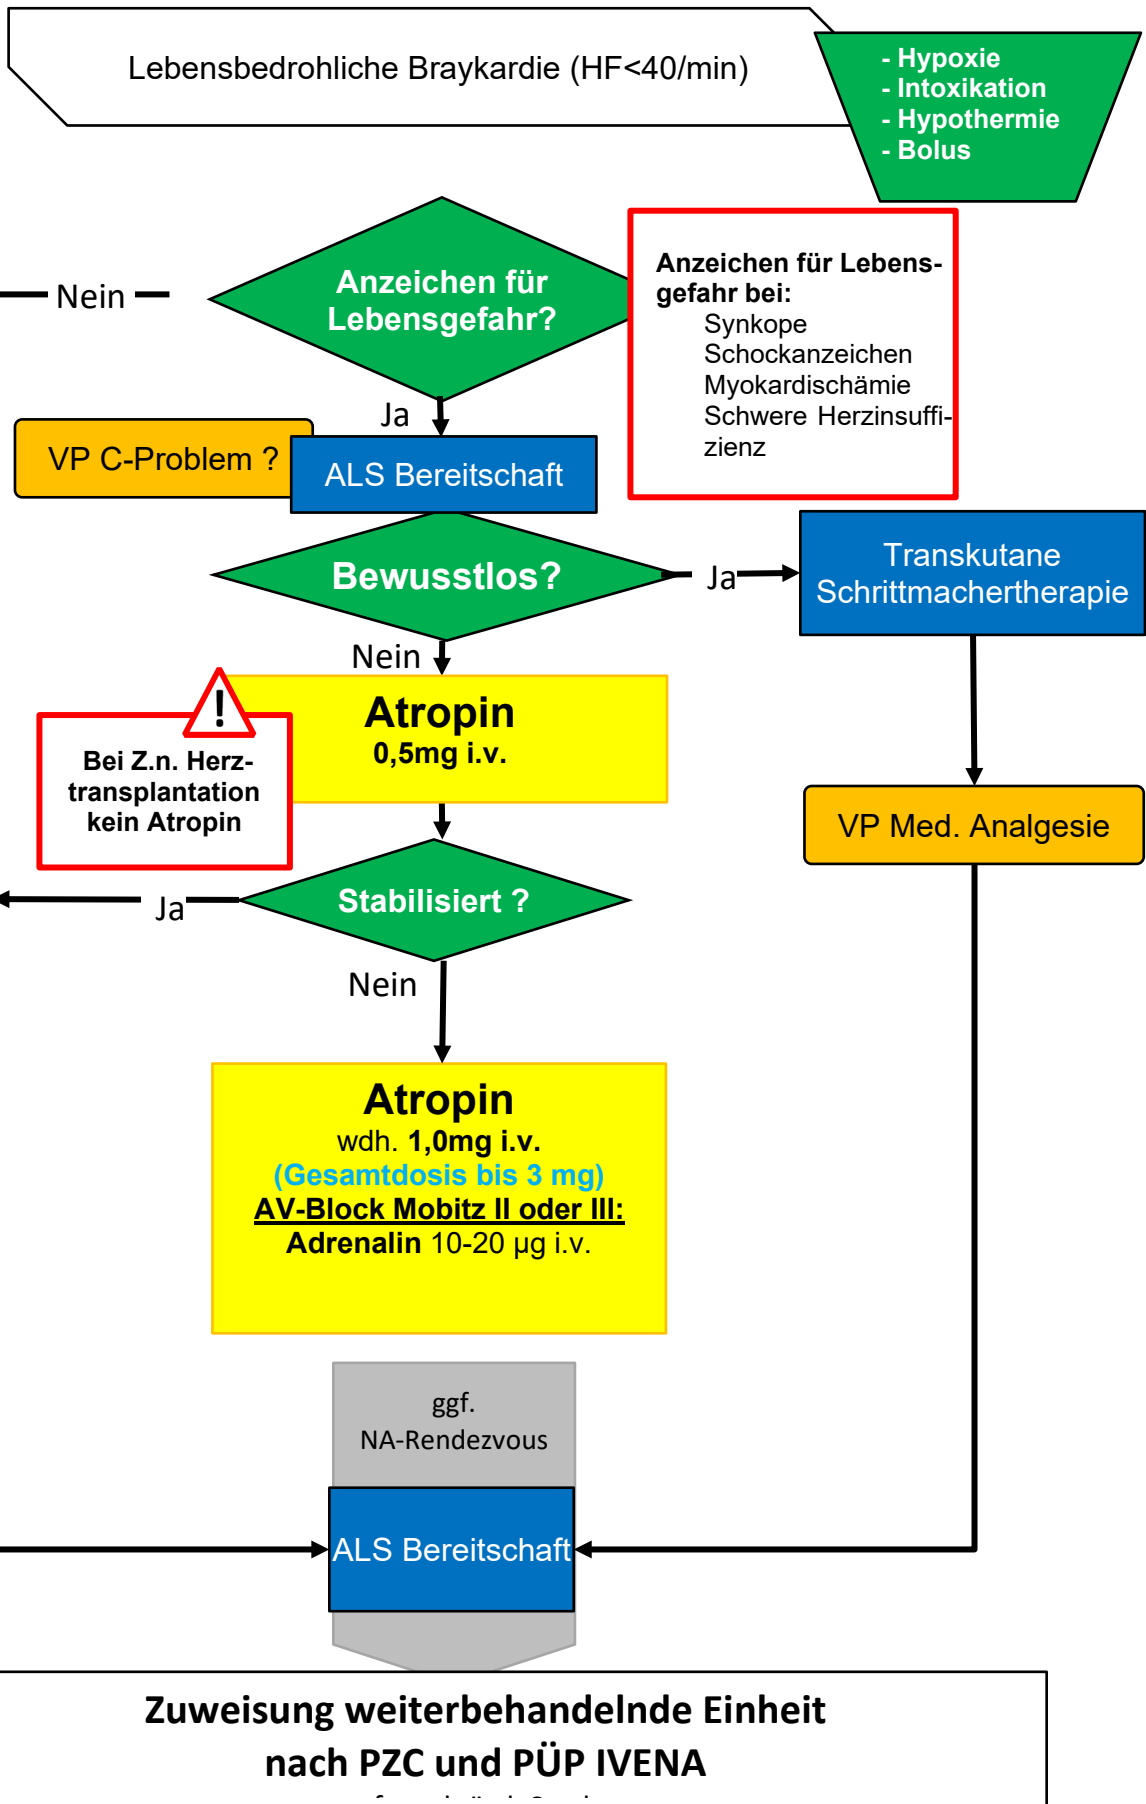 Lebensbedrohliche Braykardie (HF<40/min)
- Hypoxie
- Intoxikation
- Hypothermie
- Bolus
Anzeichen für
Lebensgefahr?
Nein
Anzeichen für Lebens-
gefahr bei:
Synkope
Schockanzeichen
Myokardischämie
Schwere Herzinsuffi-
zienz
Ja
VP C-Problem ?
ALS Bereitschaft
Bewusstlos?
Ja
Transkutane
Schrittmachertherapie
Nein
Atropin
0,5mg i.v.
!
Bei Z.n. Herz-
transplantation
kein Atropin
VP Med. Analgesie
Stabilisiert ?
Ja
Nein
Atropin
wdh. 1,0mg i.v.
(Gesamtdosis bis 3 mg)
AV-Block Mobitz II oder III:
Adrenalin 10-20 µg i.v.
ggf.
NA-Rendezvous
ALS Bereitschaft
Zuweisung weiterbehandelnde Einheit
nach PZC und PÜP IVENA